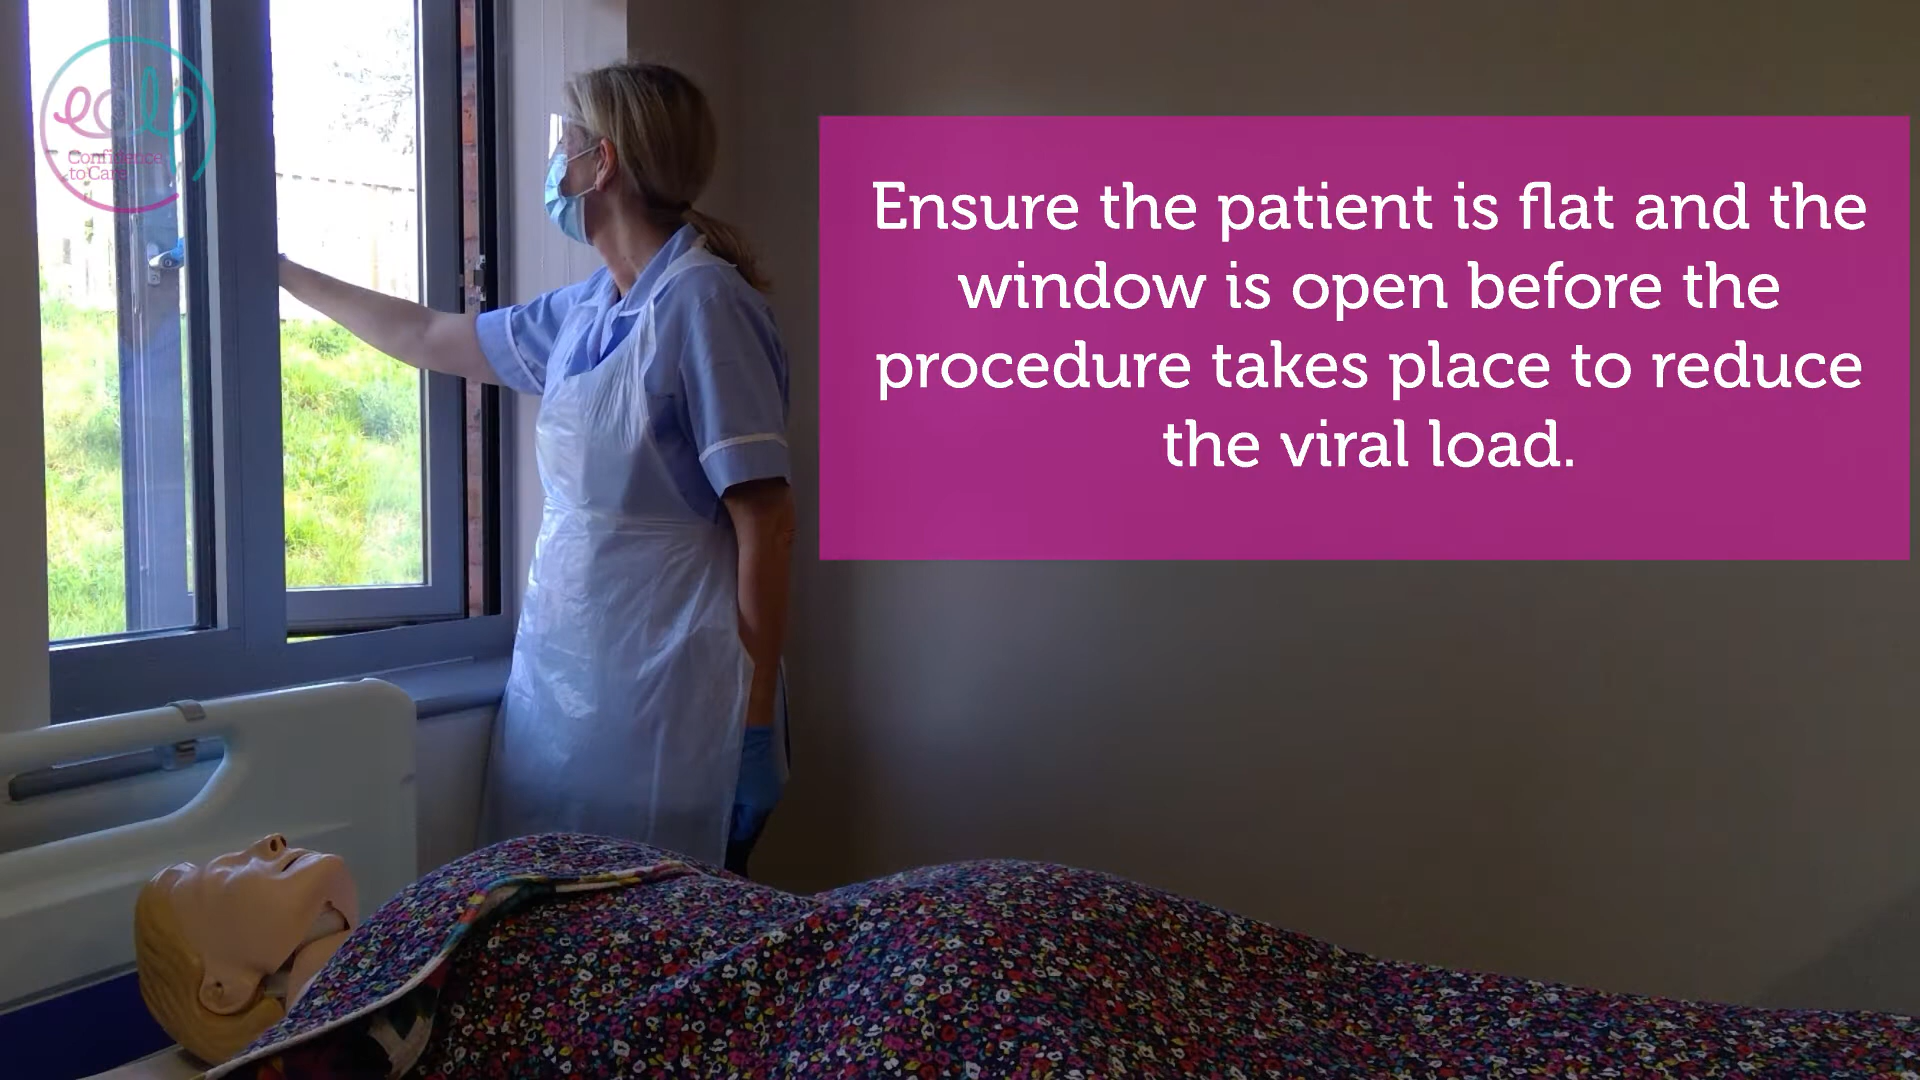 eole
Confidence
to Care
Ensure the patient is flat and the
window is open before the
procedure takes place to reduce
the viral load.